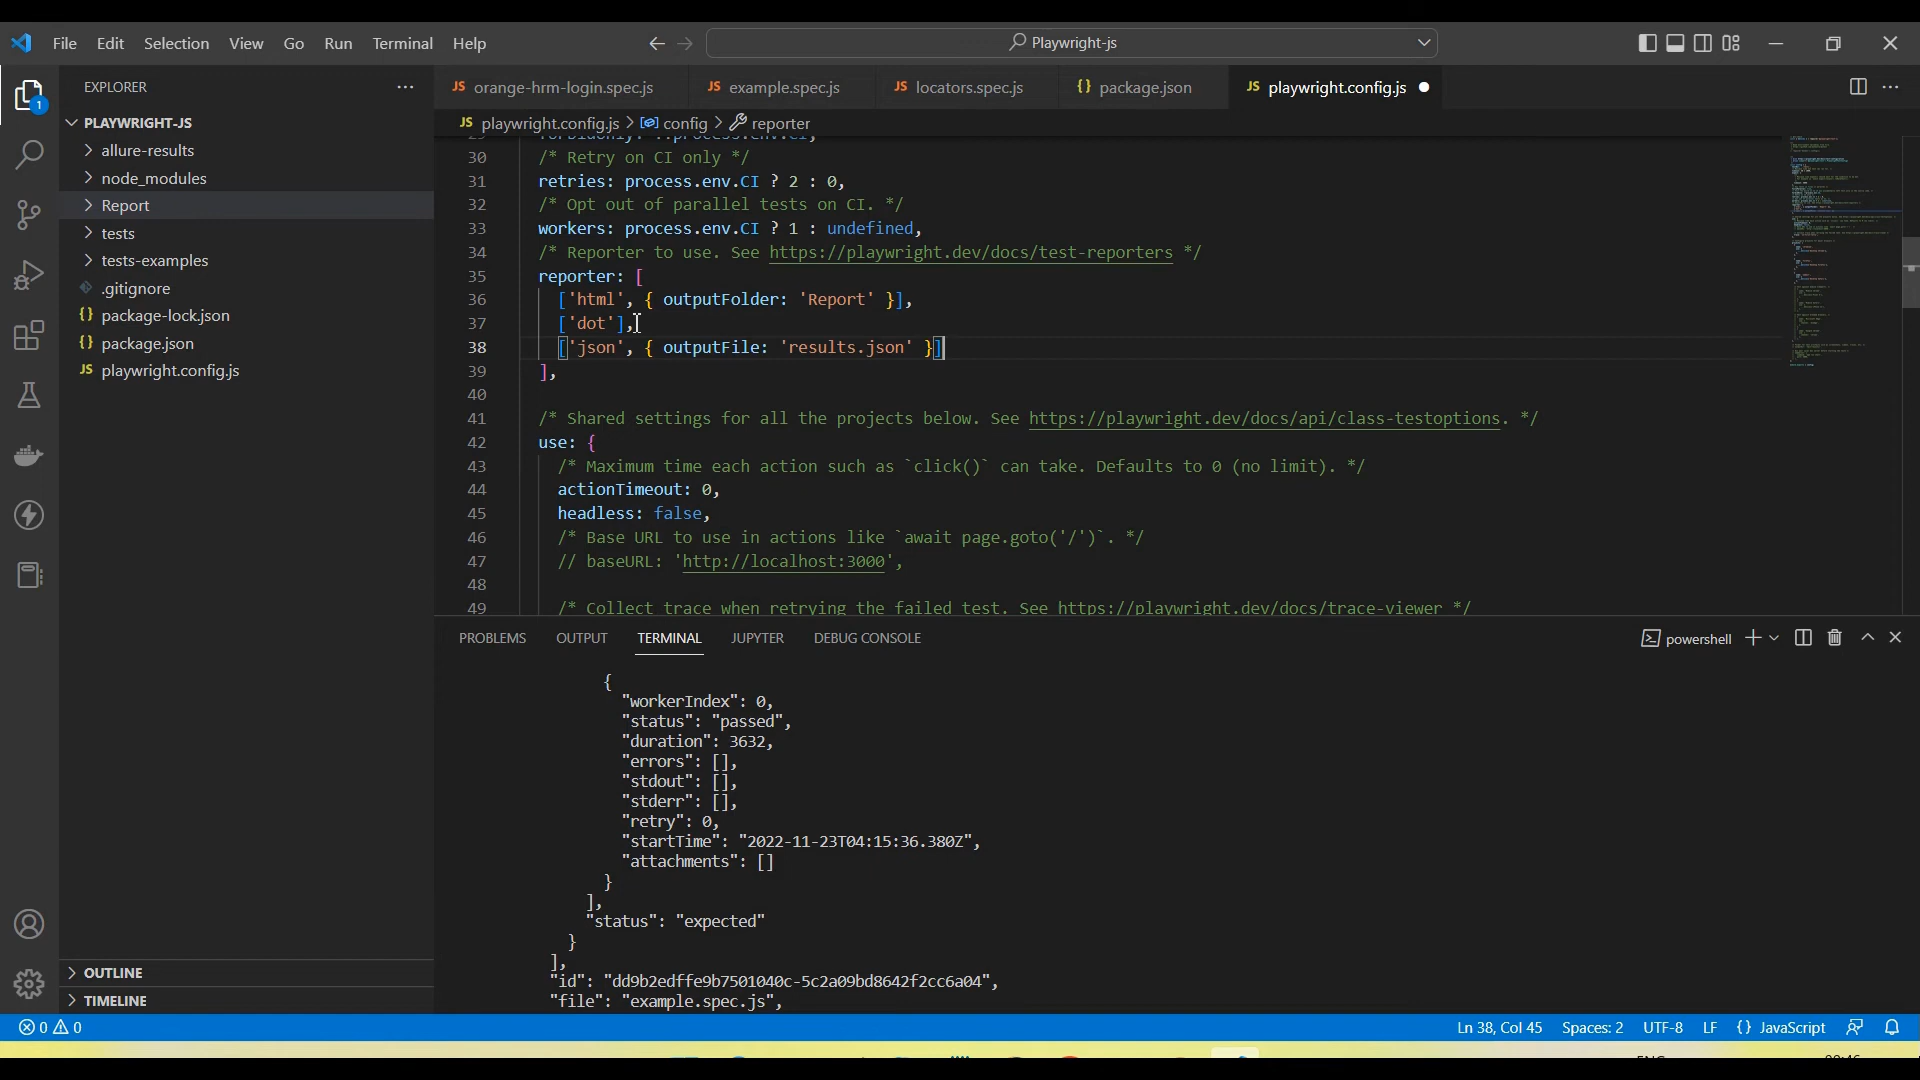 File Edit Selection View Go Run Terminal Help
Playwright-js
EXPLORER
orange-hrm-login.spec.js
example.spec.js
locators.spec.js
package.json
playwright.config.js
PLAYWRIGHT-JS
allure-results
node_modules
Report
tests
tests-examples
.gitignore
package-lock.json
package.json
playwright.config.js
OUTLINE
TIMELINE
JS playwright.config.js > config > reporter
30 /* Retry on CI only */
31 retries: process.env.CI ? 2 : 0,
32 /* Opt out of parallel tests on CI. */
33 workers: process.env.CI ? 1 : undefined,
34 /* Reporter to use. See https://playwright.dev/docs/test-reporters */
35 reporter: [
36 ['html', { outputFolder: 'Report' }],
37 ['dot'],
38 ['json', { outputFile: 'results.json' }]
39 ],
40
41 /* Shared settings for all the projects below. See https://playwright.dev/docs/api/class-testoptions. */
42 use: {
43 /* Maximum time each action such as `click()` can take. Defaults to 0 (no limit). */
44 actionTimeout: 0,
45 headless: false,
46 /* Base URL to use in actions like `await page.goto('/')`. */
47 // baseURL: 'http://localhost:3000',
48
49 /* Collect trace when retrying the failed test. See https://playwright.dev/docs/trace-viewer */
PROBLEMS OUTPUT TERMINAL JUPYTER DEBUG CONSOLE
powershell
{
"workerIndex": 0,
"status": "passed",
"duration": 3632,
"errors": [],
"stdout": [],
"stderr": [],
"retry": 0,
"startTime": "2022-11-23T04:15:36.380Z",
"attachments": []
}
],
"status": "expected"
}
],
"id": "dd9b2edffe9b7501040c-5c2a09bd8642f2cc6a04",
"file": "example.spec.js",
0 0
Ln 38, Col 45 Spaces: 2 UTF-8 LF {} JavaScript